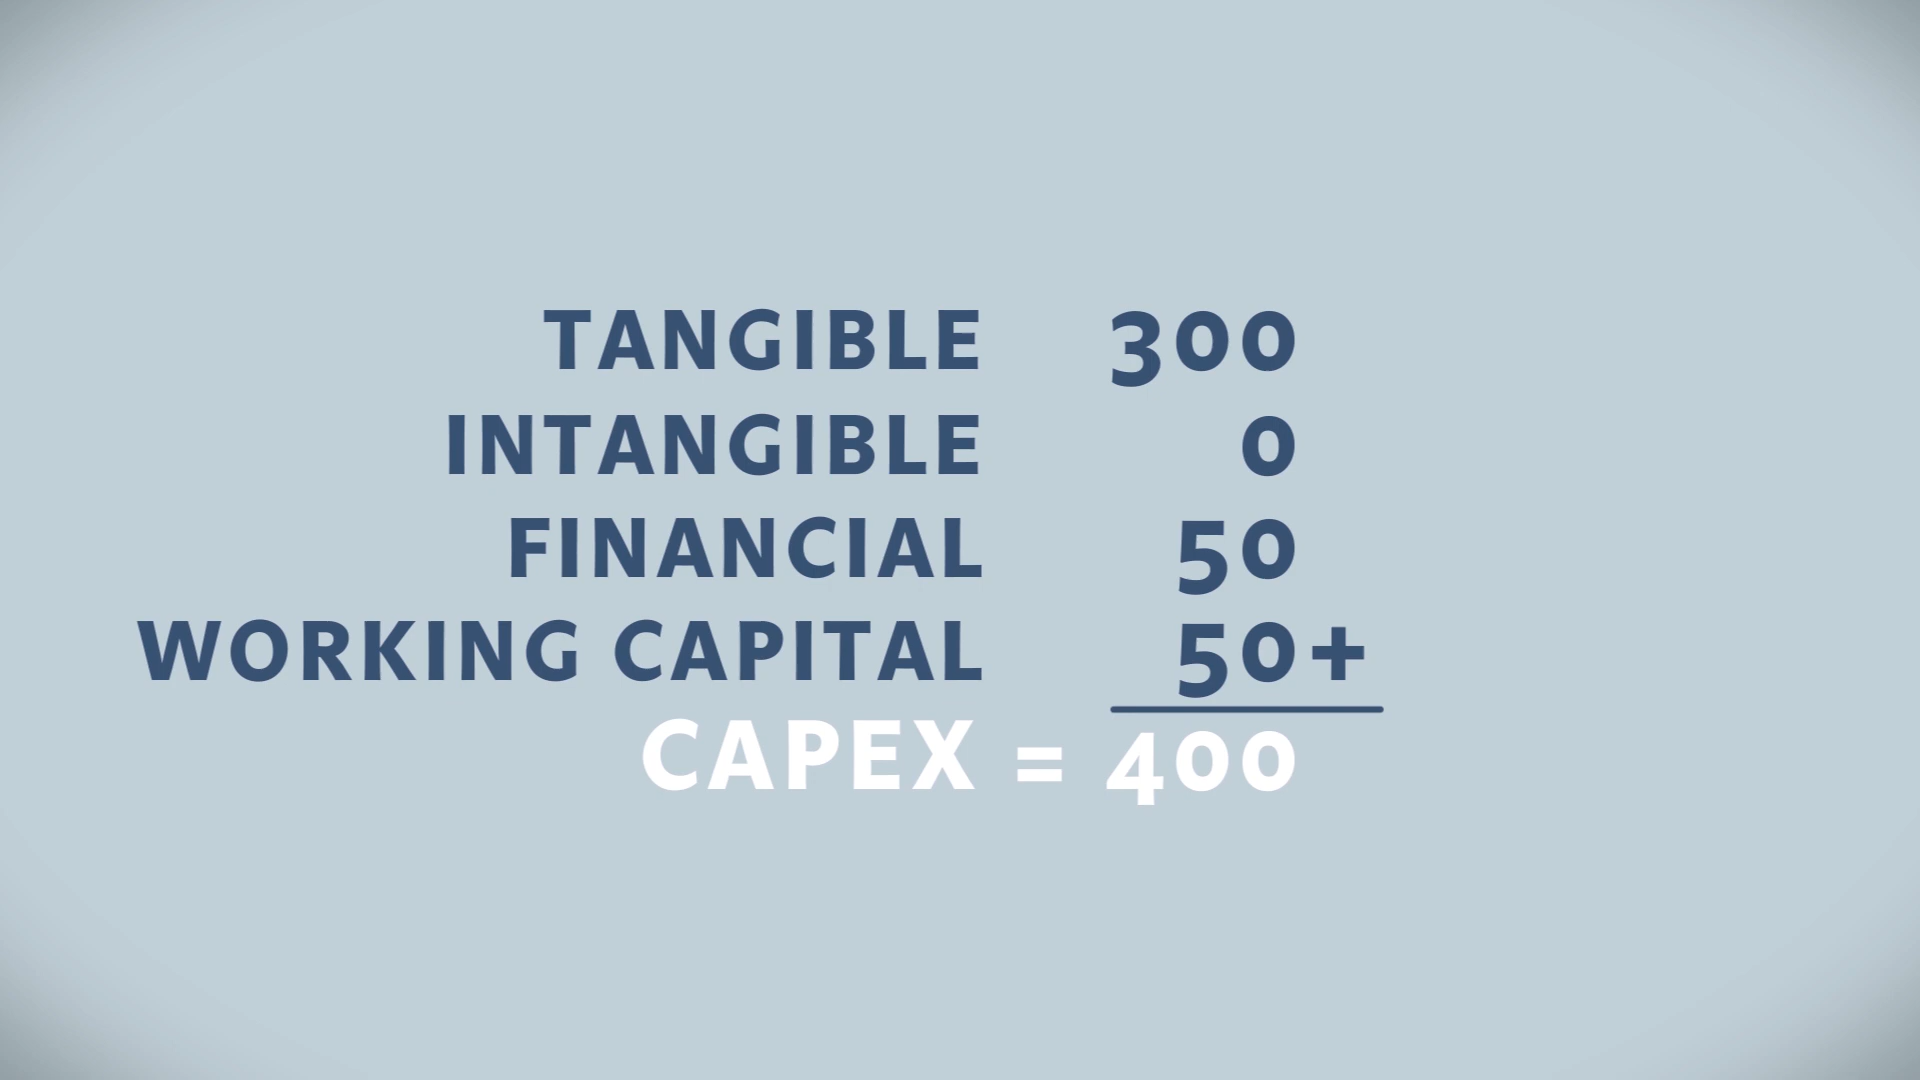 TANGIBLE 300
INTANGIBLE 0
FINANCIAL 50
WORKING CAPITAL 50+
CAPEX = 400